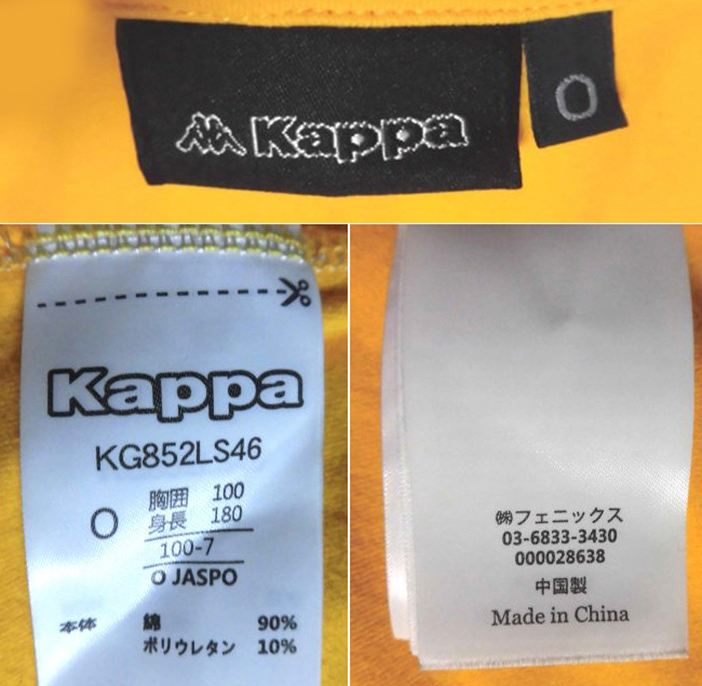 Kappa
O
Kappa
KG852LS46
O
胸囲 100
身長 180
100-7
O JASPO
本体 綿 90%
ポリウレタン 10%
㈱フェニックス
03-6833-3430
000028638
中国製
Made in China